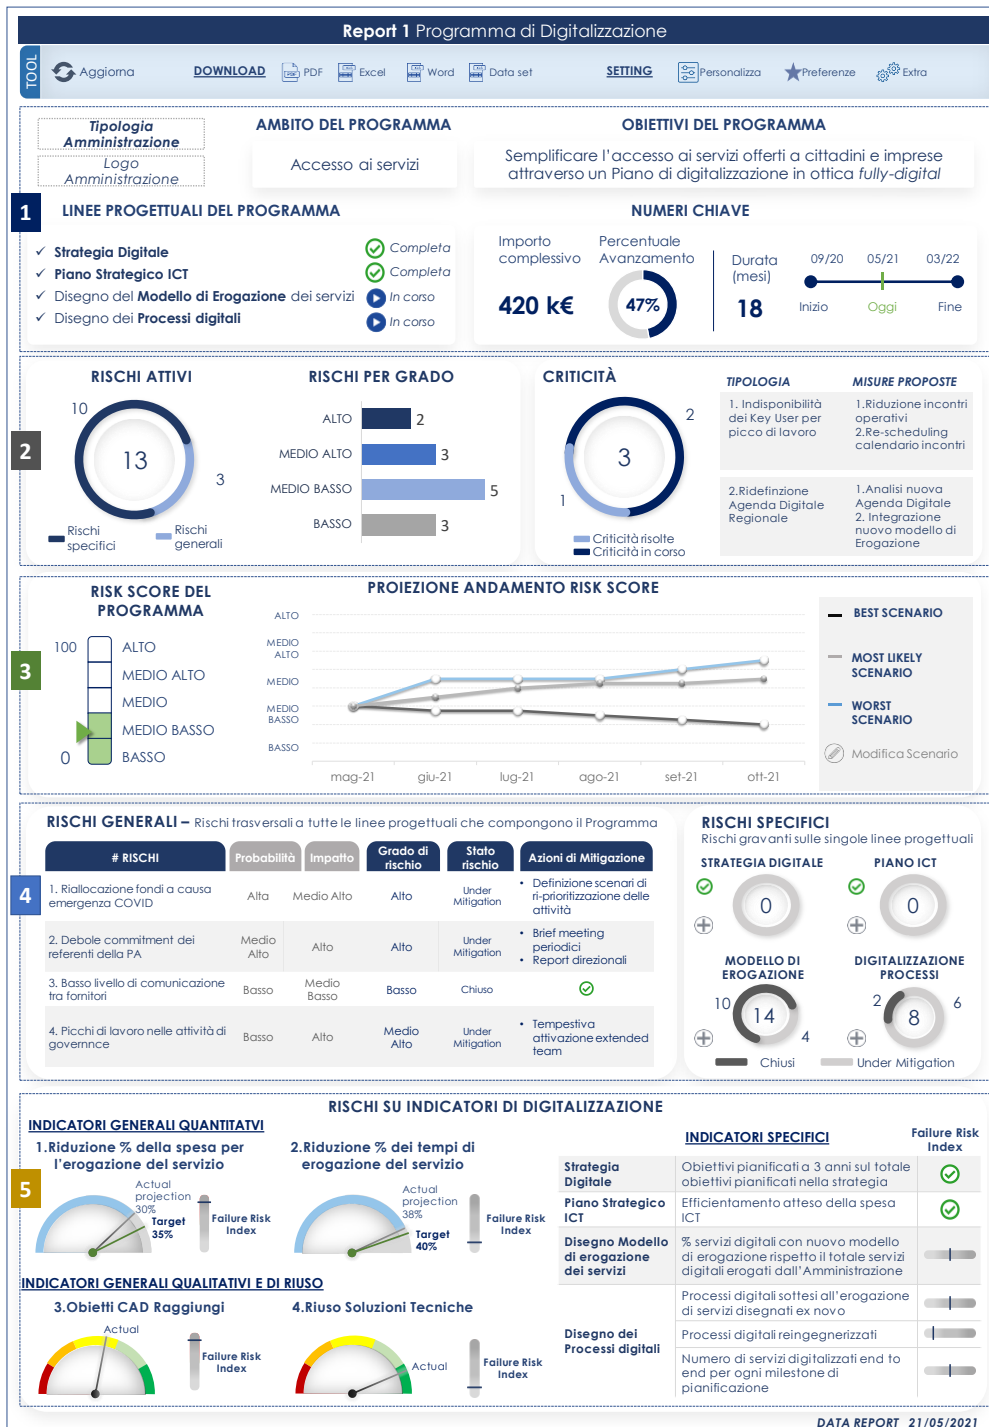 Report 1 Programma di Digitalizzazione
TOOL
Aggiorna
DOWNLOAD
PDF
Excel
Word
Data set
SETTING
Personalizza
Preferenze
Extra
Tipologia
Amministrazione
Logo
Amministrazione
AMBITO DEL PROGRAMMA
Accesso ai servizi
OBIETTIVI DEL PROGRAMMA
Semplificare l'accesso ai servizi offerti a cittadini e imprese
attraverso un Piano di digitalizzazione in ottica fully-digital
1
LINEE PROGETTUALI DEL PROGRAMMA
✓ Strategia Digitale
Completa
✓ Piano Strategico ICT
Completa
✓ Disegno del Modello di Erogazione dei servizi
In corso
✓ Disegno dei Processi digitali
In corso
NUMERI CHIAVE
Importo
complessivo
420 k€
Percentuale
Avanzamento
47%
Durata
(mesi)
18
09/20
05/21
03/22
Inizio
Oggi
Fine
2
RISCHI ATTIVI
10
13
3
Rischi
specifici
Rischi
generali
RISCHI PER GRADO
ALTO
2
MEDIO ALTO
3
MEDIO BASSO
5
BASSO
3
CRITICITÀ
2
3
1
Criticità risolte
Criticità in corso
TIPOLOGIA
MISURE PROPOSTE
1. Indisponibilità
dei Key User per
picco di lavoro
1.Riduzione incontri
operativi
2.Re-scheduling
calendario incontri
2.Ridefinzione
Agenda Digitale
Regionale
1.Analisi nuova
Agenda Digitale
2. Integrazione
nuovo modello di
Erogazione
3
RISK SCORE DEL
PROGRAMMA
100
0
ALTO
MEDIO ALTO
MEDIO
MEDIO BASSO
BASSO
PROIEZIONE ANDAMENTO RISK SCORE
ALTO
MEDIO
ALTO
MEDIO
MEDIO
BASSO
BASSO
mag-21
giu-21
lug-21
ago-21
set-21
ott-21
BEST SCENARIO
MOST LIKELY
SCENARIO
WORST
SCENARIO
Modifica Scenario
4
RISCHI GENERALI – Rischi trasversali a tutte le linee progettuali che compongono il Programma
# RISCHI
Probabilità
Impatto
Grado di
rischio
Stato
rischio
Azioni di Mitigazione
1. Riallocazione fondi a causa
emergenza COVID
Alta
Medio Alto
Alto
Under
Mitigation
• Definizione scenari di
ri-prioritizzazione delle
attività
2. Debole commitment dei
referenti della PA
Medio
Alto
Alto
Alto
Under
Mitigation
• Brief meeting
periodici
• Report direzionali
3. Basso livello di comunicazione
tra fornitori
Basso
Medio
Basso
Basso
Chiuso
4. Picchi di lavoro nelle attività di
governnce
Basso
Alto
Medio
Alto
Under
Mitigation
• Tempestiva
attivazione extended
team
RISCHI SPECIFICI
Rischi gravanti sulle singole linee progettuali
STRATEGIA DIGITALE
0
PIANO ICT
0
MODELLO DI
EROGAZIONE
10
14
4
DIGITALIZZAZIONE
PROCESSI
2
8
6
Chiusi
Under Mitigation
5
RISCHI SU INDICATORI DI DIGITALIZZAZIONE
INDICATORI GENERALI QUANTITATVI
1.Riduzione % della spesa per
l'erogazione del servizio
Actual
projection
30%
Target
35%
Failure Risk
Index
2.Riduzione % dei tempi di
erogazione del servizio
Actual
projection
38%
Target
40%
Failure Risk
Index
INDICATORI GENERALI QUALITATIVI E DI RIUSO
3.Obietti CAD Raggiungi
Actual
Failure Risk
Index
4.Riuso Soluzioni Tecniche
Actual
Failure Risk
Index
INDICATORI SPECIFICI
Failure Risk
Index
Strategia
Digitale
Obiettivi pianificati a 3 anni sul totale
obiettivi pianificati nella strategia
Piano Strategico
ICT
Efficientamento atteso della spesa
ICT
Disegno Modello
di erogazione
dei servizi
% servizi digitali con nuovo modello
di erogazione rispetto il totale servizi
digitali erogati dall'Amministrazione
Disegno dei
Processi digitali
Processi digitali sottesi all'erogazione
di servizi disegnati ex novo
Processi digitali reingegnerizzati
Numero di servizi digitalizzati end to
end per ogni milestone di
pianificazione
DATA REPORT 21/05/2021